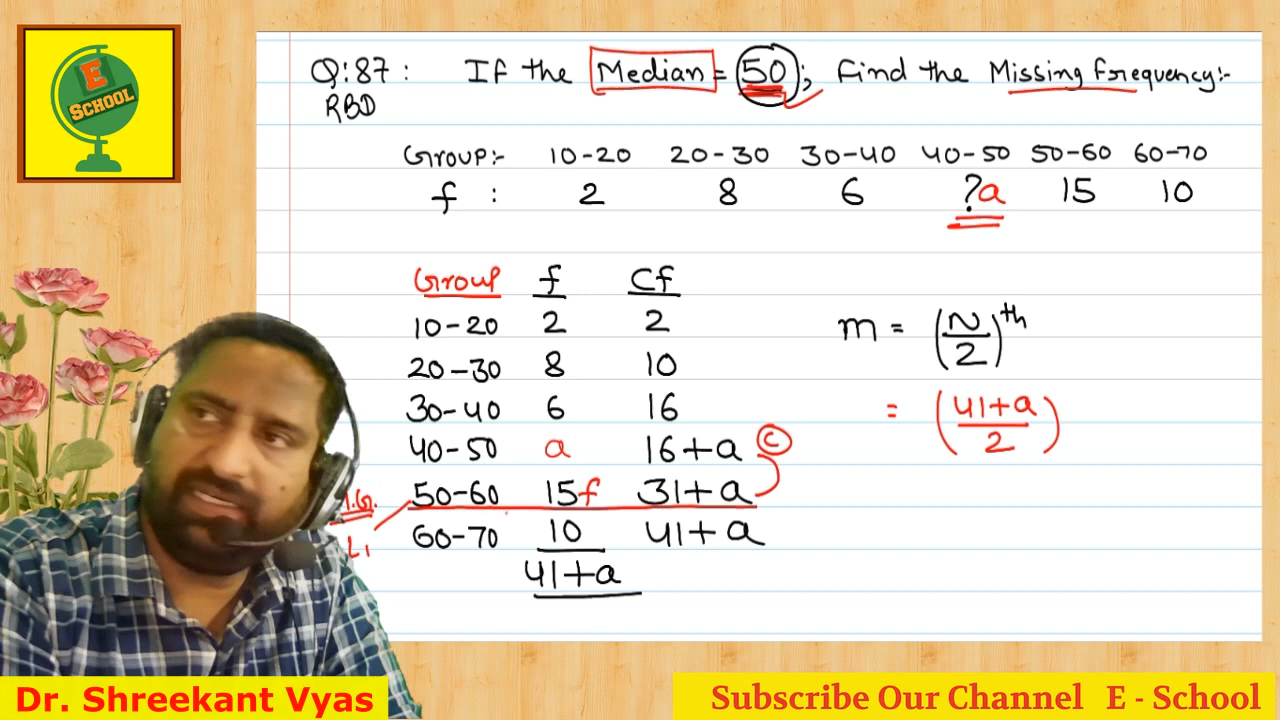 E
SCHOOL
Q:87: If the Median = 50; Find the Missing frequency:-
RBD
Group:- 10-20 20-30 30-40 40-50 50-60 60-70
f : 2 8 6 ?a 15 10
Group f Cf
10-20 2 2
20-30 8 10
30-40 6 16
40-50 a 16+a C
50-60 15f 31+a
60-70 10 41+a
41+a
m = (N/2)th
= (41+a/2)
L1
Dr. Shreekant Vyas
Subscribe Our Channel E - School